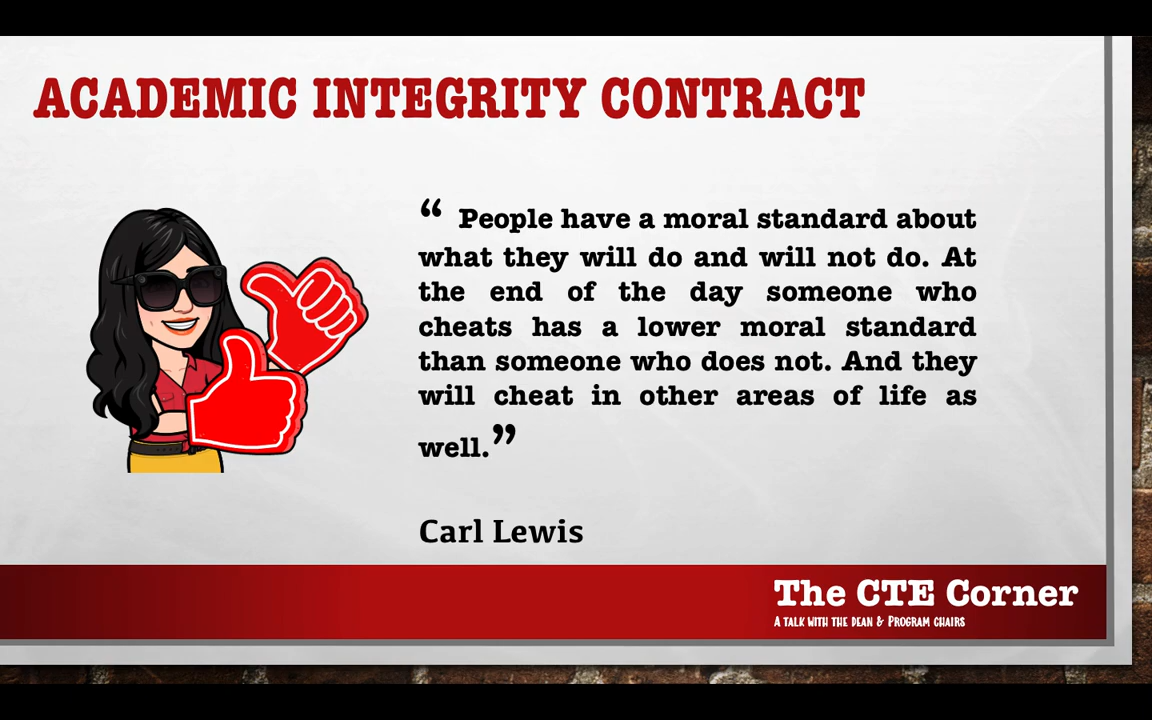 ACADEMIC INTEGRITY CONTRACT
“ People have a moral standard about
what they will do and will not do. At
the end of the day someone who
cheats has a lower moral standard
than someone who does not. And they
will cheat in other areas of life as
well.”
Carl Lewis
The CTE Corner
A TALK WITH THE DEAN & PROGRAM CHAIRS